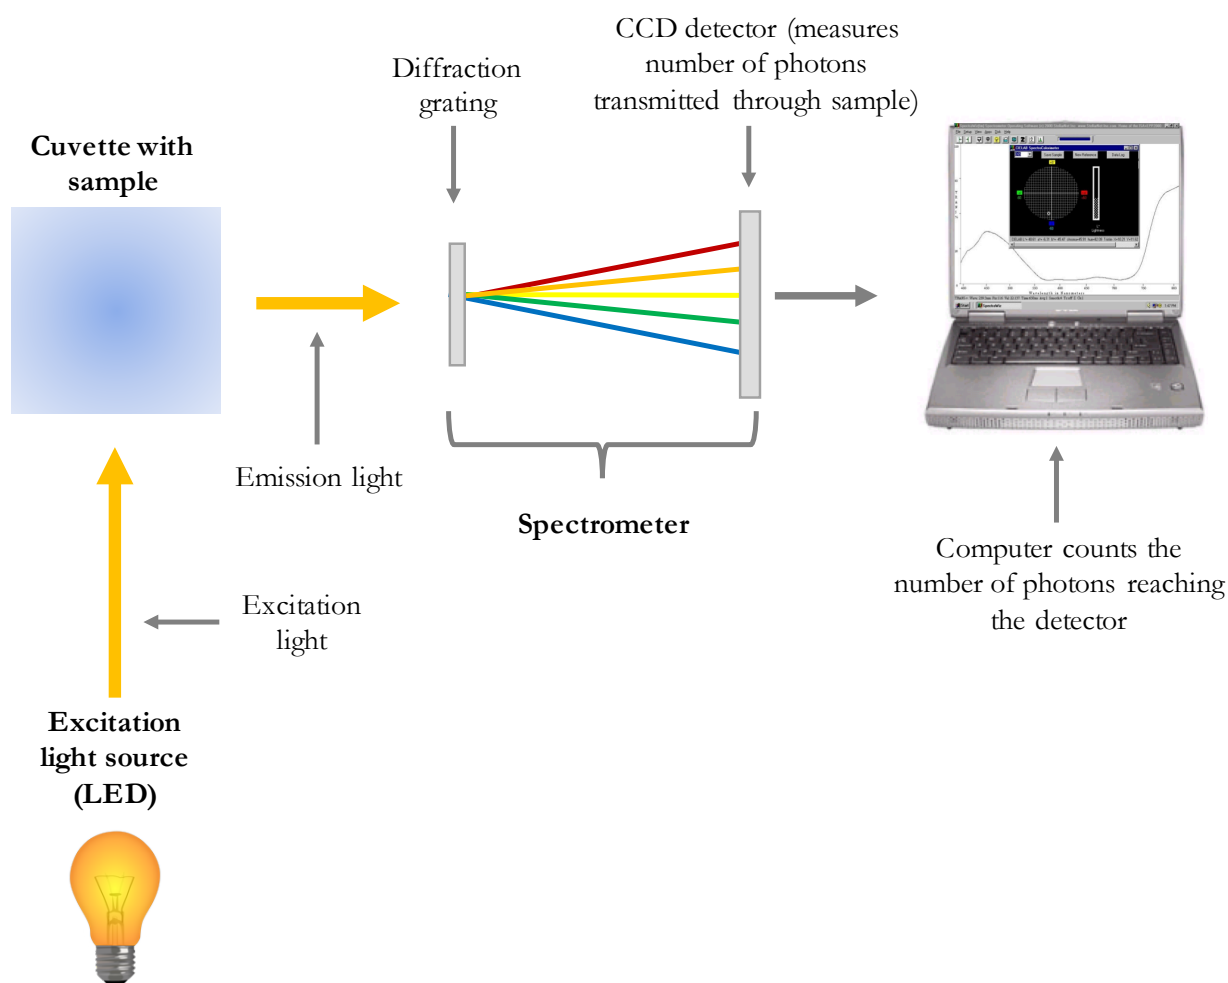 CCD detector (measures
number of photons
transmitted through sample)
Diffraction
grating
Cuvette with
sample
Emission light
Spectrometer
Excitation
light
Computer counts the
number of photons reaching
the detector
Excitation
light source
(LED)